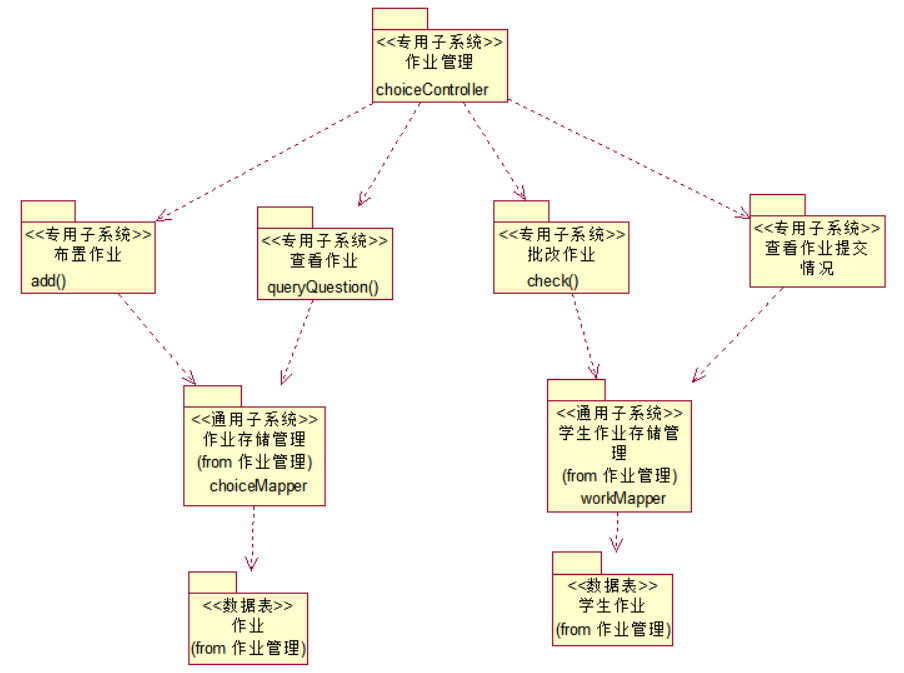 <<专用子系统>>
作业管理
choiceController
<<专用子系统>>
布置作业
add()
<<专用子系统>>
查看作业
queryQuestion()
<<专用子系统>>
批改作业
check()
<<专用子系统>>
查看作业提交
情况
<<通用子系统>>
作业存储管理
(from 作业管理)
choiceMapper
<<通用子系统>>
学生作业存储管
理
(from 作业管理)
workMapper
<<数据表>>
作业
(from 作业管理)
<<数据表>>
学生作业
(from 作业管理)